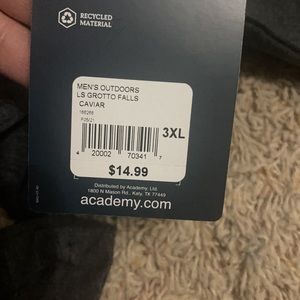 RECYCLED
MATERIAL
MEN'S OUTDOORS
LS GROTTO FALLS
CAVIAR
3XL
4 20002 70341 7
$14.99
Distributed by Academy, Ltd.
1800 N Mason Rd., Katy, TX 77449
academy.com